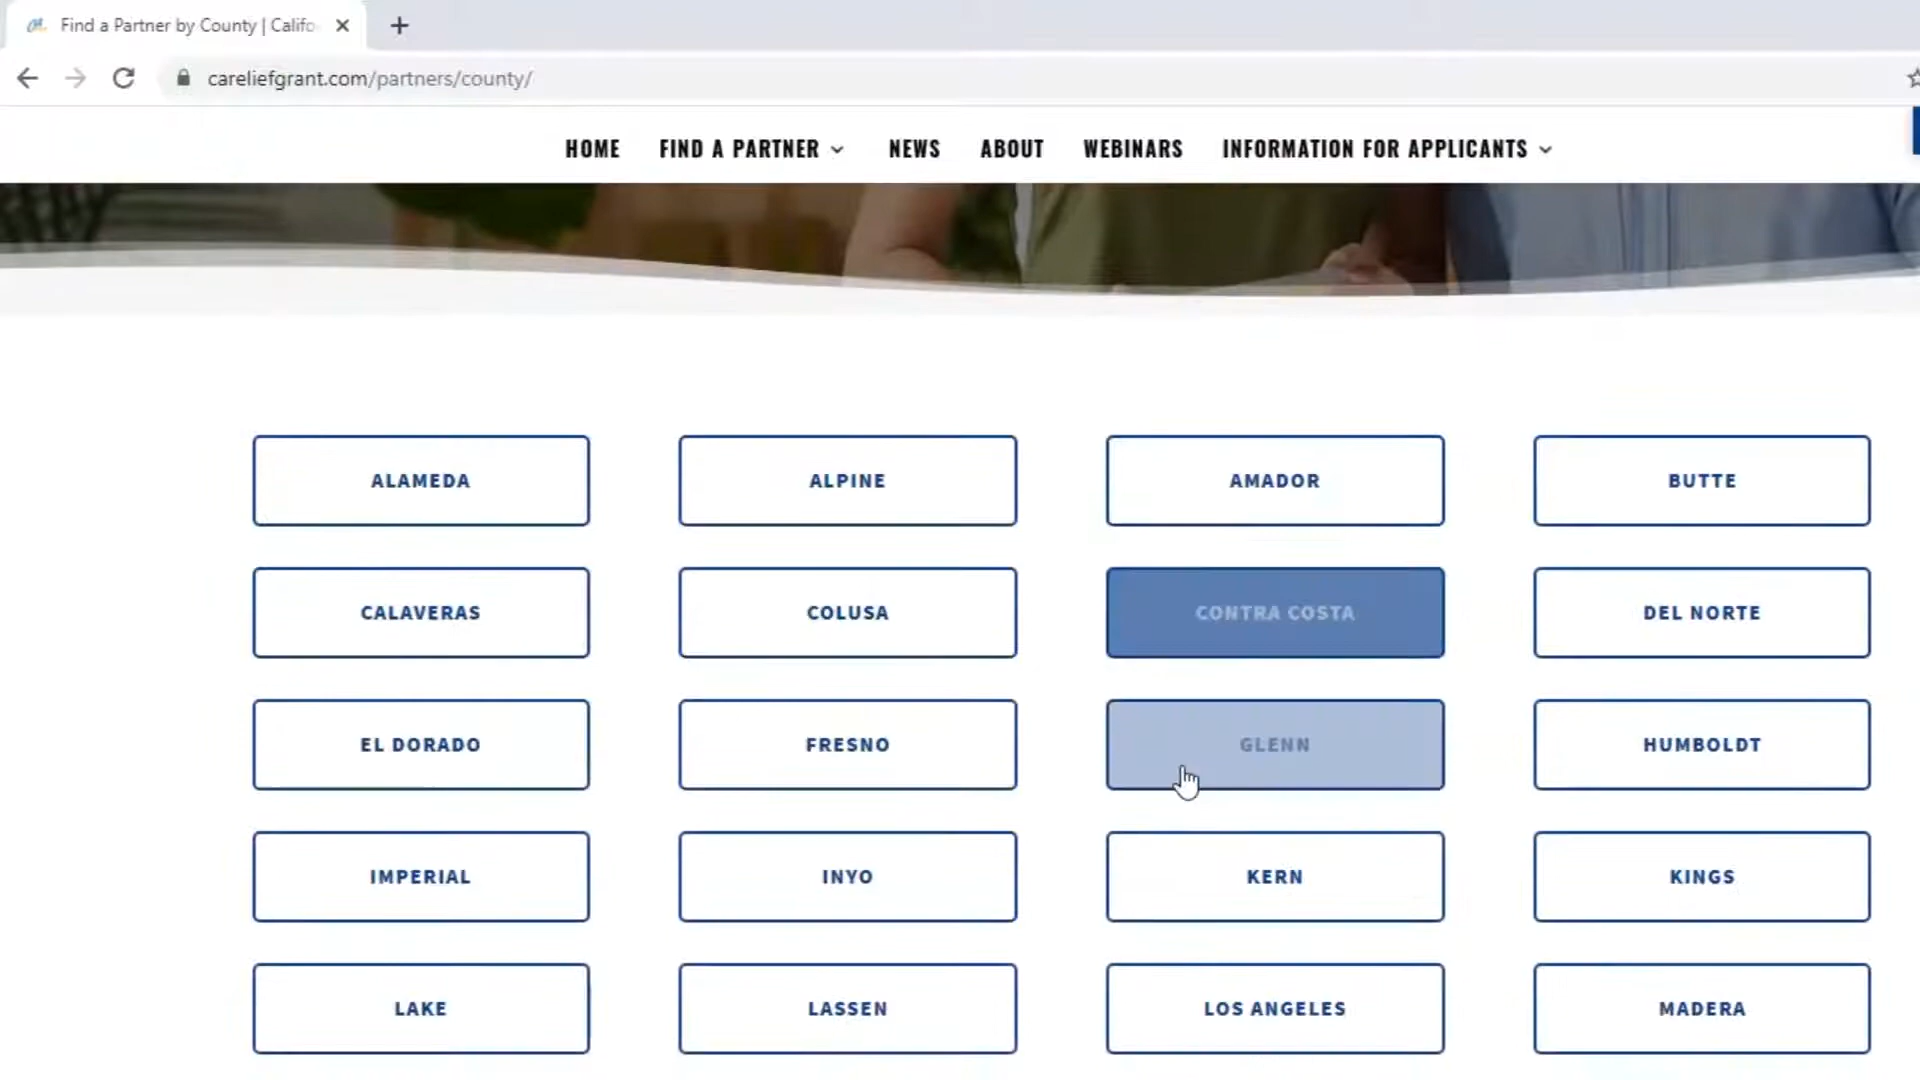 Find a Partner by County | Califo
careliefgrant.com/partners/county/
HOME FIND A PARTNER NEWS ABOUT WEBINARS INFORMATION FOR APPLICANTS
ALAMEDA ALPINE AMADOR BUTTE
CALAVERAS COLUSA CONTRA COSTA DEL NORTE
EL DORADO FRESNO GLENN HUMBOLDT
IMPERIAL INYO KERN KINGS
LAKE LASSEN LOS ANGELES MADERA